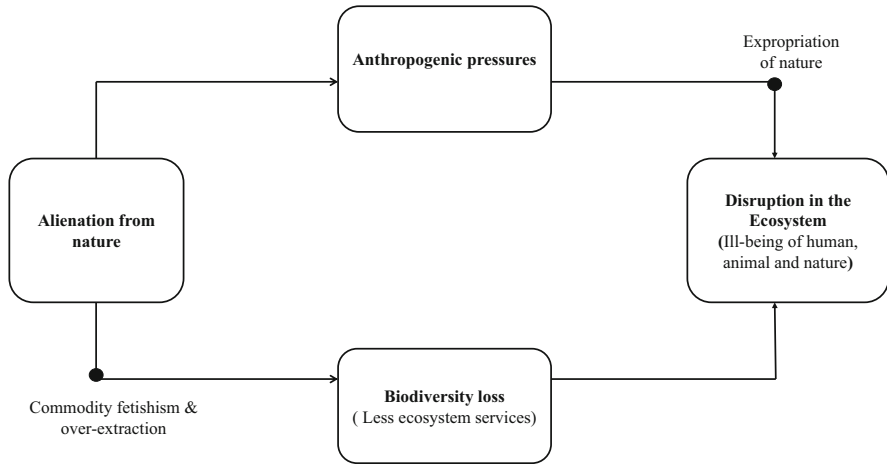 Anthropogenic pressures
Expropriation
of nature
Alienation from
nature
Disruption in the
Ecosystem
(Ill-being of human,
animal and nature)
Commodity fetishism &
over-extraction
Biodiversity loss
( Less ecosystem services)